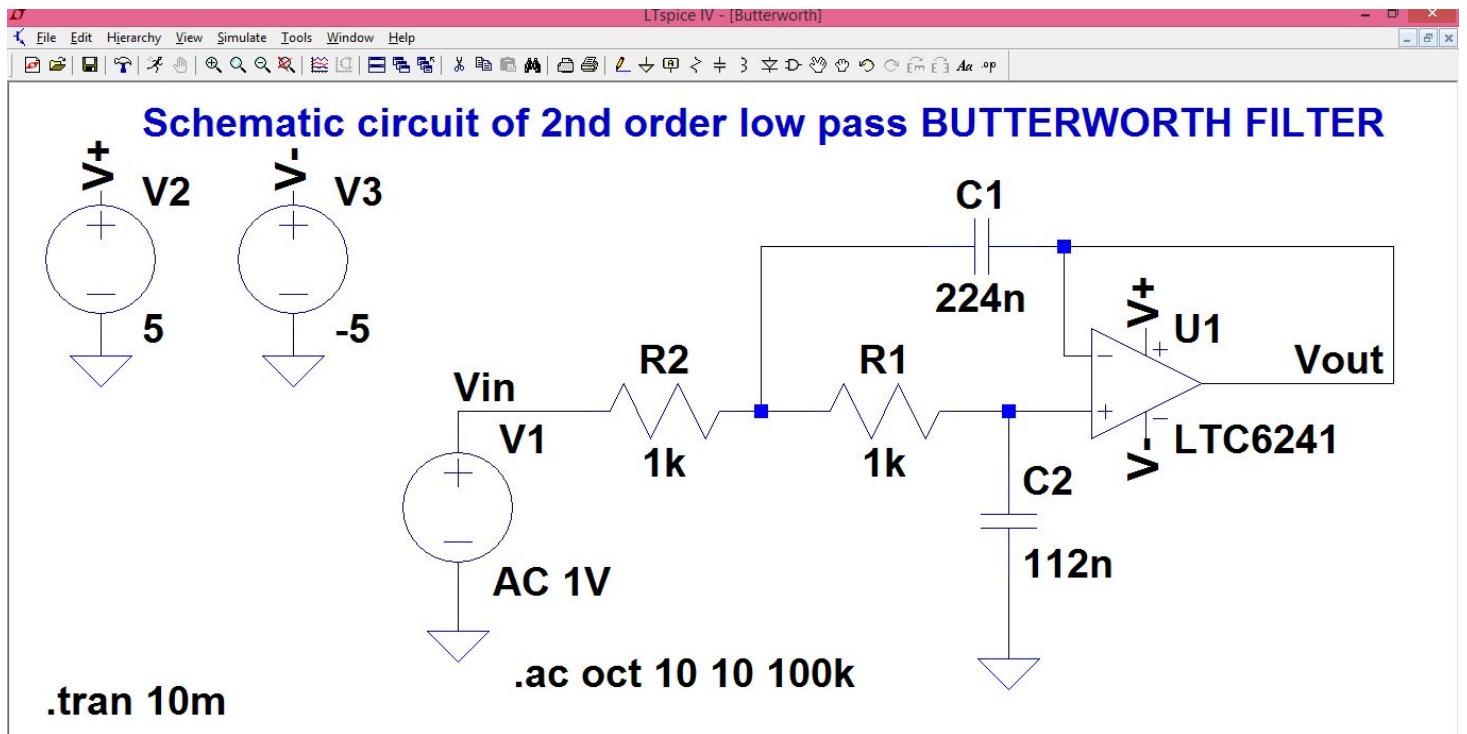 LTspice IV - [Butterworth]
File Edit Hierarchy View Simulate Tools Window Help
Aa .op
Schematic circuit of 2nd order low pass BUTTERWORTH FILTER
V+
V2
5
V-
V3
-5
C1
224n
R2
1k
R1
1k
V+
U1
Vout
LTC6241
V-
Vin
V1
AC 1V
C2
112n
.ac oct 10 10 100k
.tran 10m